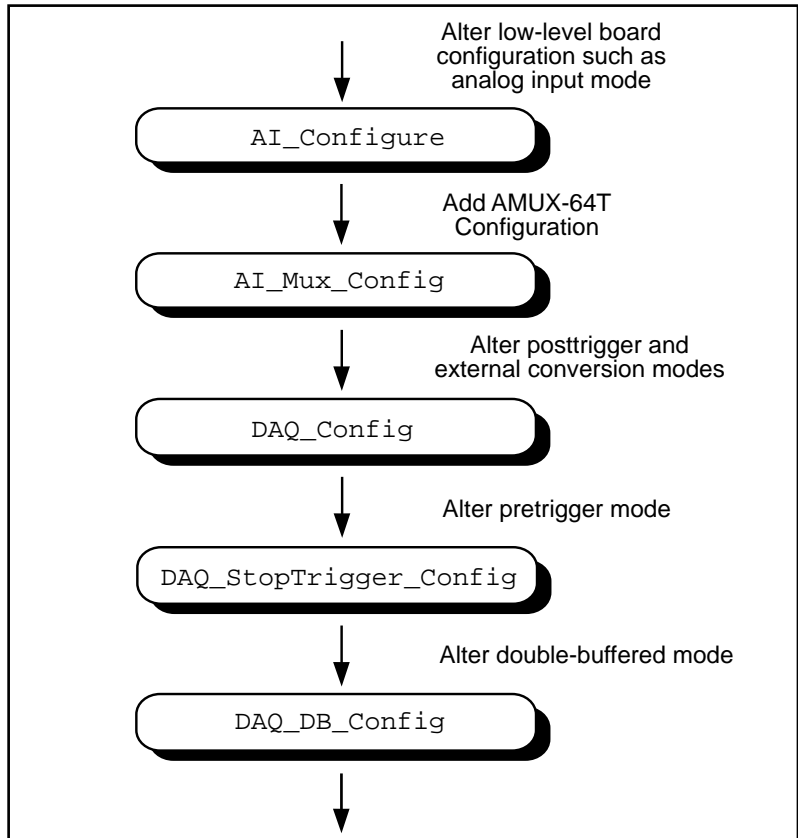 Alter low-level board
configuration such as
analog input mode
AI_Configure
Add AMUX-64T
Configuration
AI_Mux_Config
Alter posttrigger and
external conversion modes
DAQ_Config
Alter pretrigger mode
DAQ_StopTrigger_Config
Alter double-buffered mode
DAQ_DB_Config